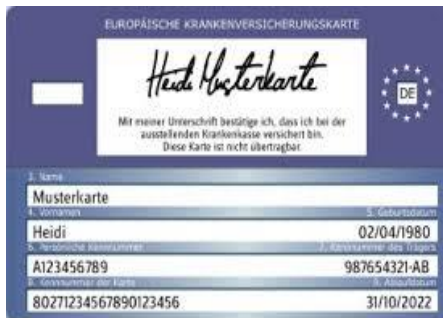 EUROPÄISCHE KRANKENVERSICHERUNGSKARTE
Heidi Musterkarte
DE
Mit meiner Unterschrift bestätige ich, dass ich bei der
ausstellenden Krankenkasse versichert bin.
Diese Karte ist nicht übertragbar.
3. Name
Musterkarte
4. Vornamen 5. Geburtsdatum
Heidi 02/04/1980
6. Persönliche Kennnummer 7. Kennnummer des Trägers
A123456789 987654321-AB
8. Kennnummer der Karte 9. Ablaufdatum
80271234567890123456 31/10/2022